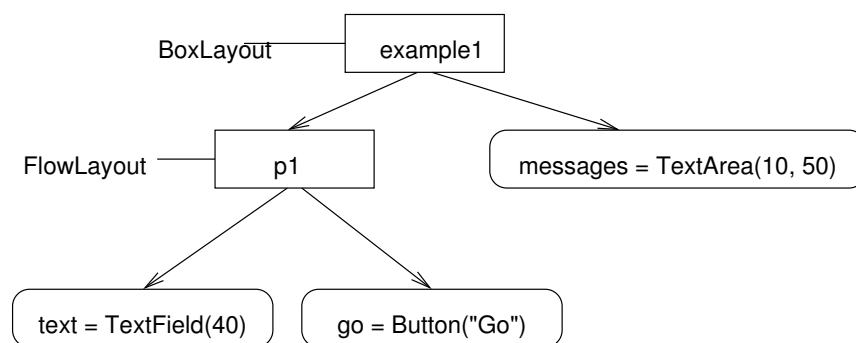 BoxLayout
example1
FlowLayout
p1
messages = TextArea(10, 50)
text = TextField(40)
go = Button("Go")